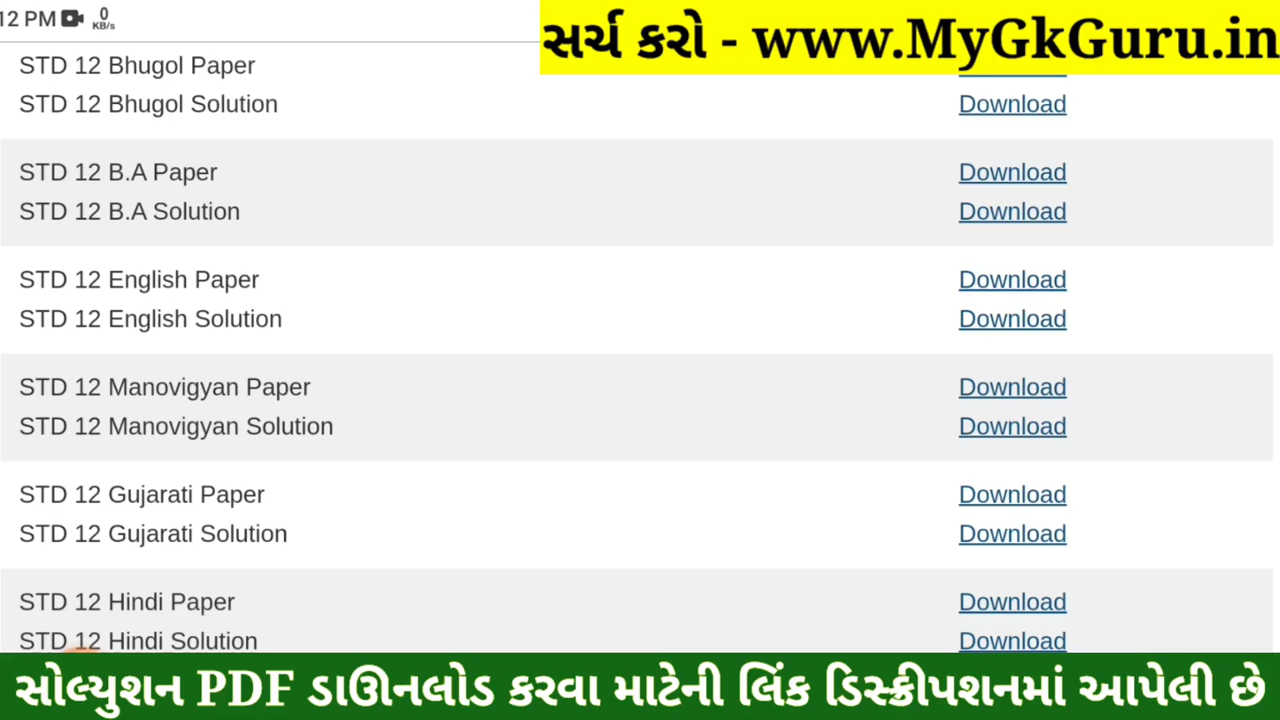 12 PM 0 KB/s
સર્ચ કરો - www.MyGkGuru.in
STD 12 Bhugol Paper
STD 12 Bhugol Solution Download
STD 12 B.A Paper Download
STD 12 B.A Solution Download
STD 12 English Paper Download
STD 12 English Solution Download
STD 12 Manovigyan Paper Download
STD 12 Manovigyan Solution Download
STD 12 Gujarati Paper Download
STD 12 Gujarati Solution Download
STD 12 Hindi Paper Download
STD 12 Hindi Solution Download
સોલ્યુશન PDF ડાઊનલોડ કરવા માટેની લિંક ડિસ્ક્રીપશનમાં આપેલી છે